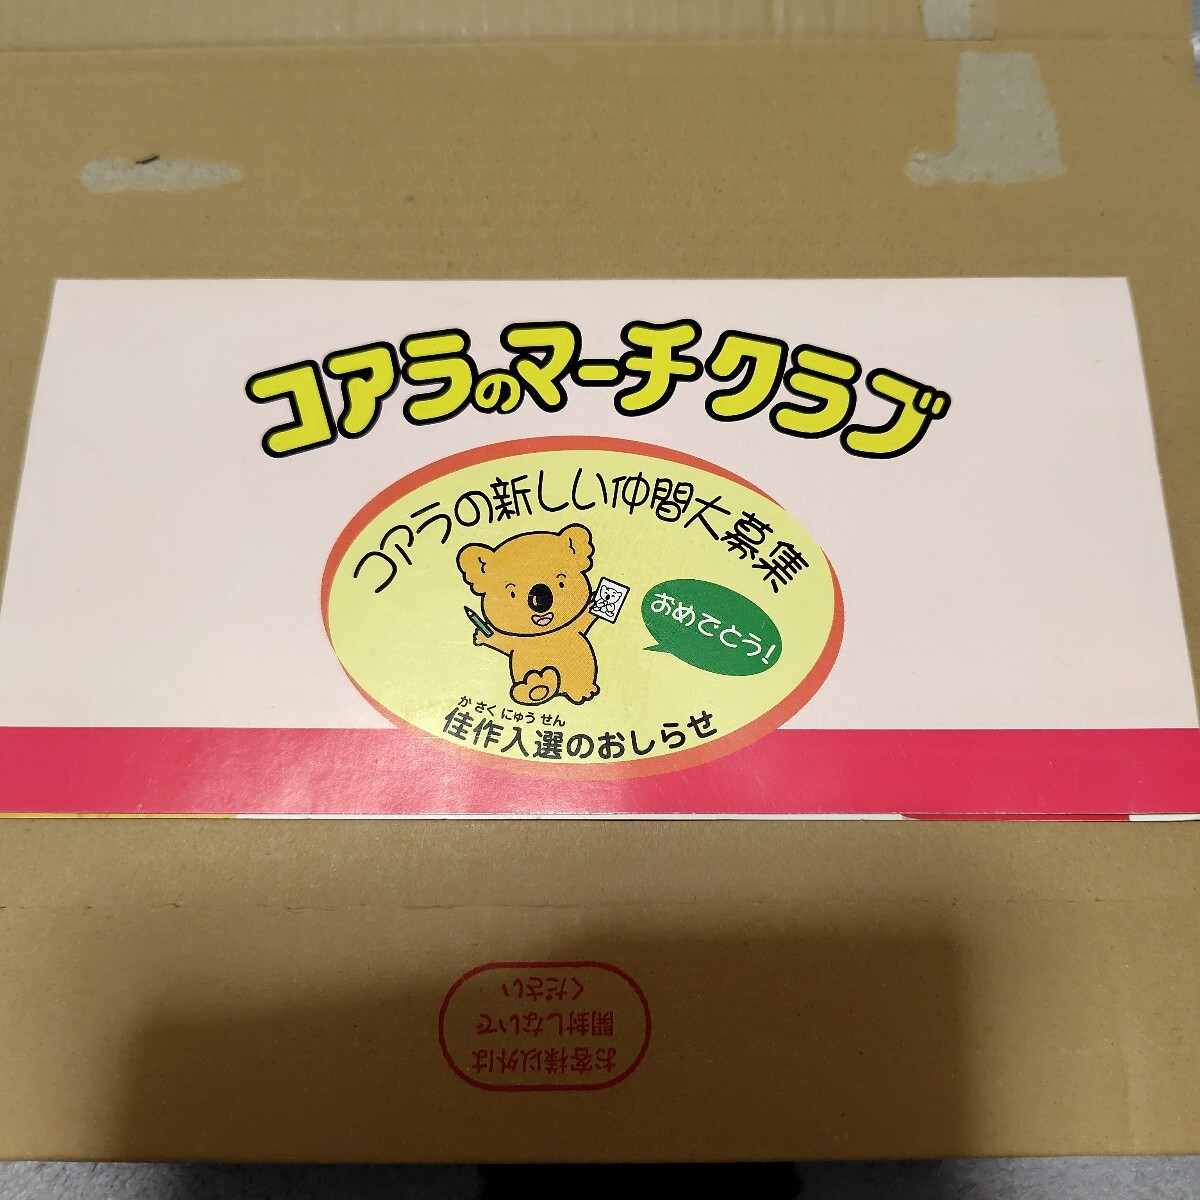 コアラのマーチクラブ
コアラの新しい仲間大募集
おめでとう!
かさくにゅうせん
佳作入選のおしらせ
お客様以外は
開封しないで
ください